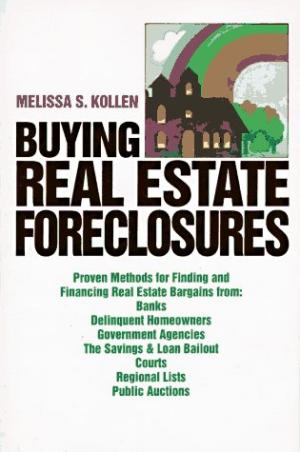 MELISSA S. KOLLEN
BUYING
REAL ESTATE
FORECLOSURES
Proven Methods for Finding and
Financing Real Estate Bargains from:
Banks
Delinquent Homeowners
Government Agencies
The Savings & Loan Bailout
Courts
Regional Lists
Public Auctions